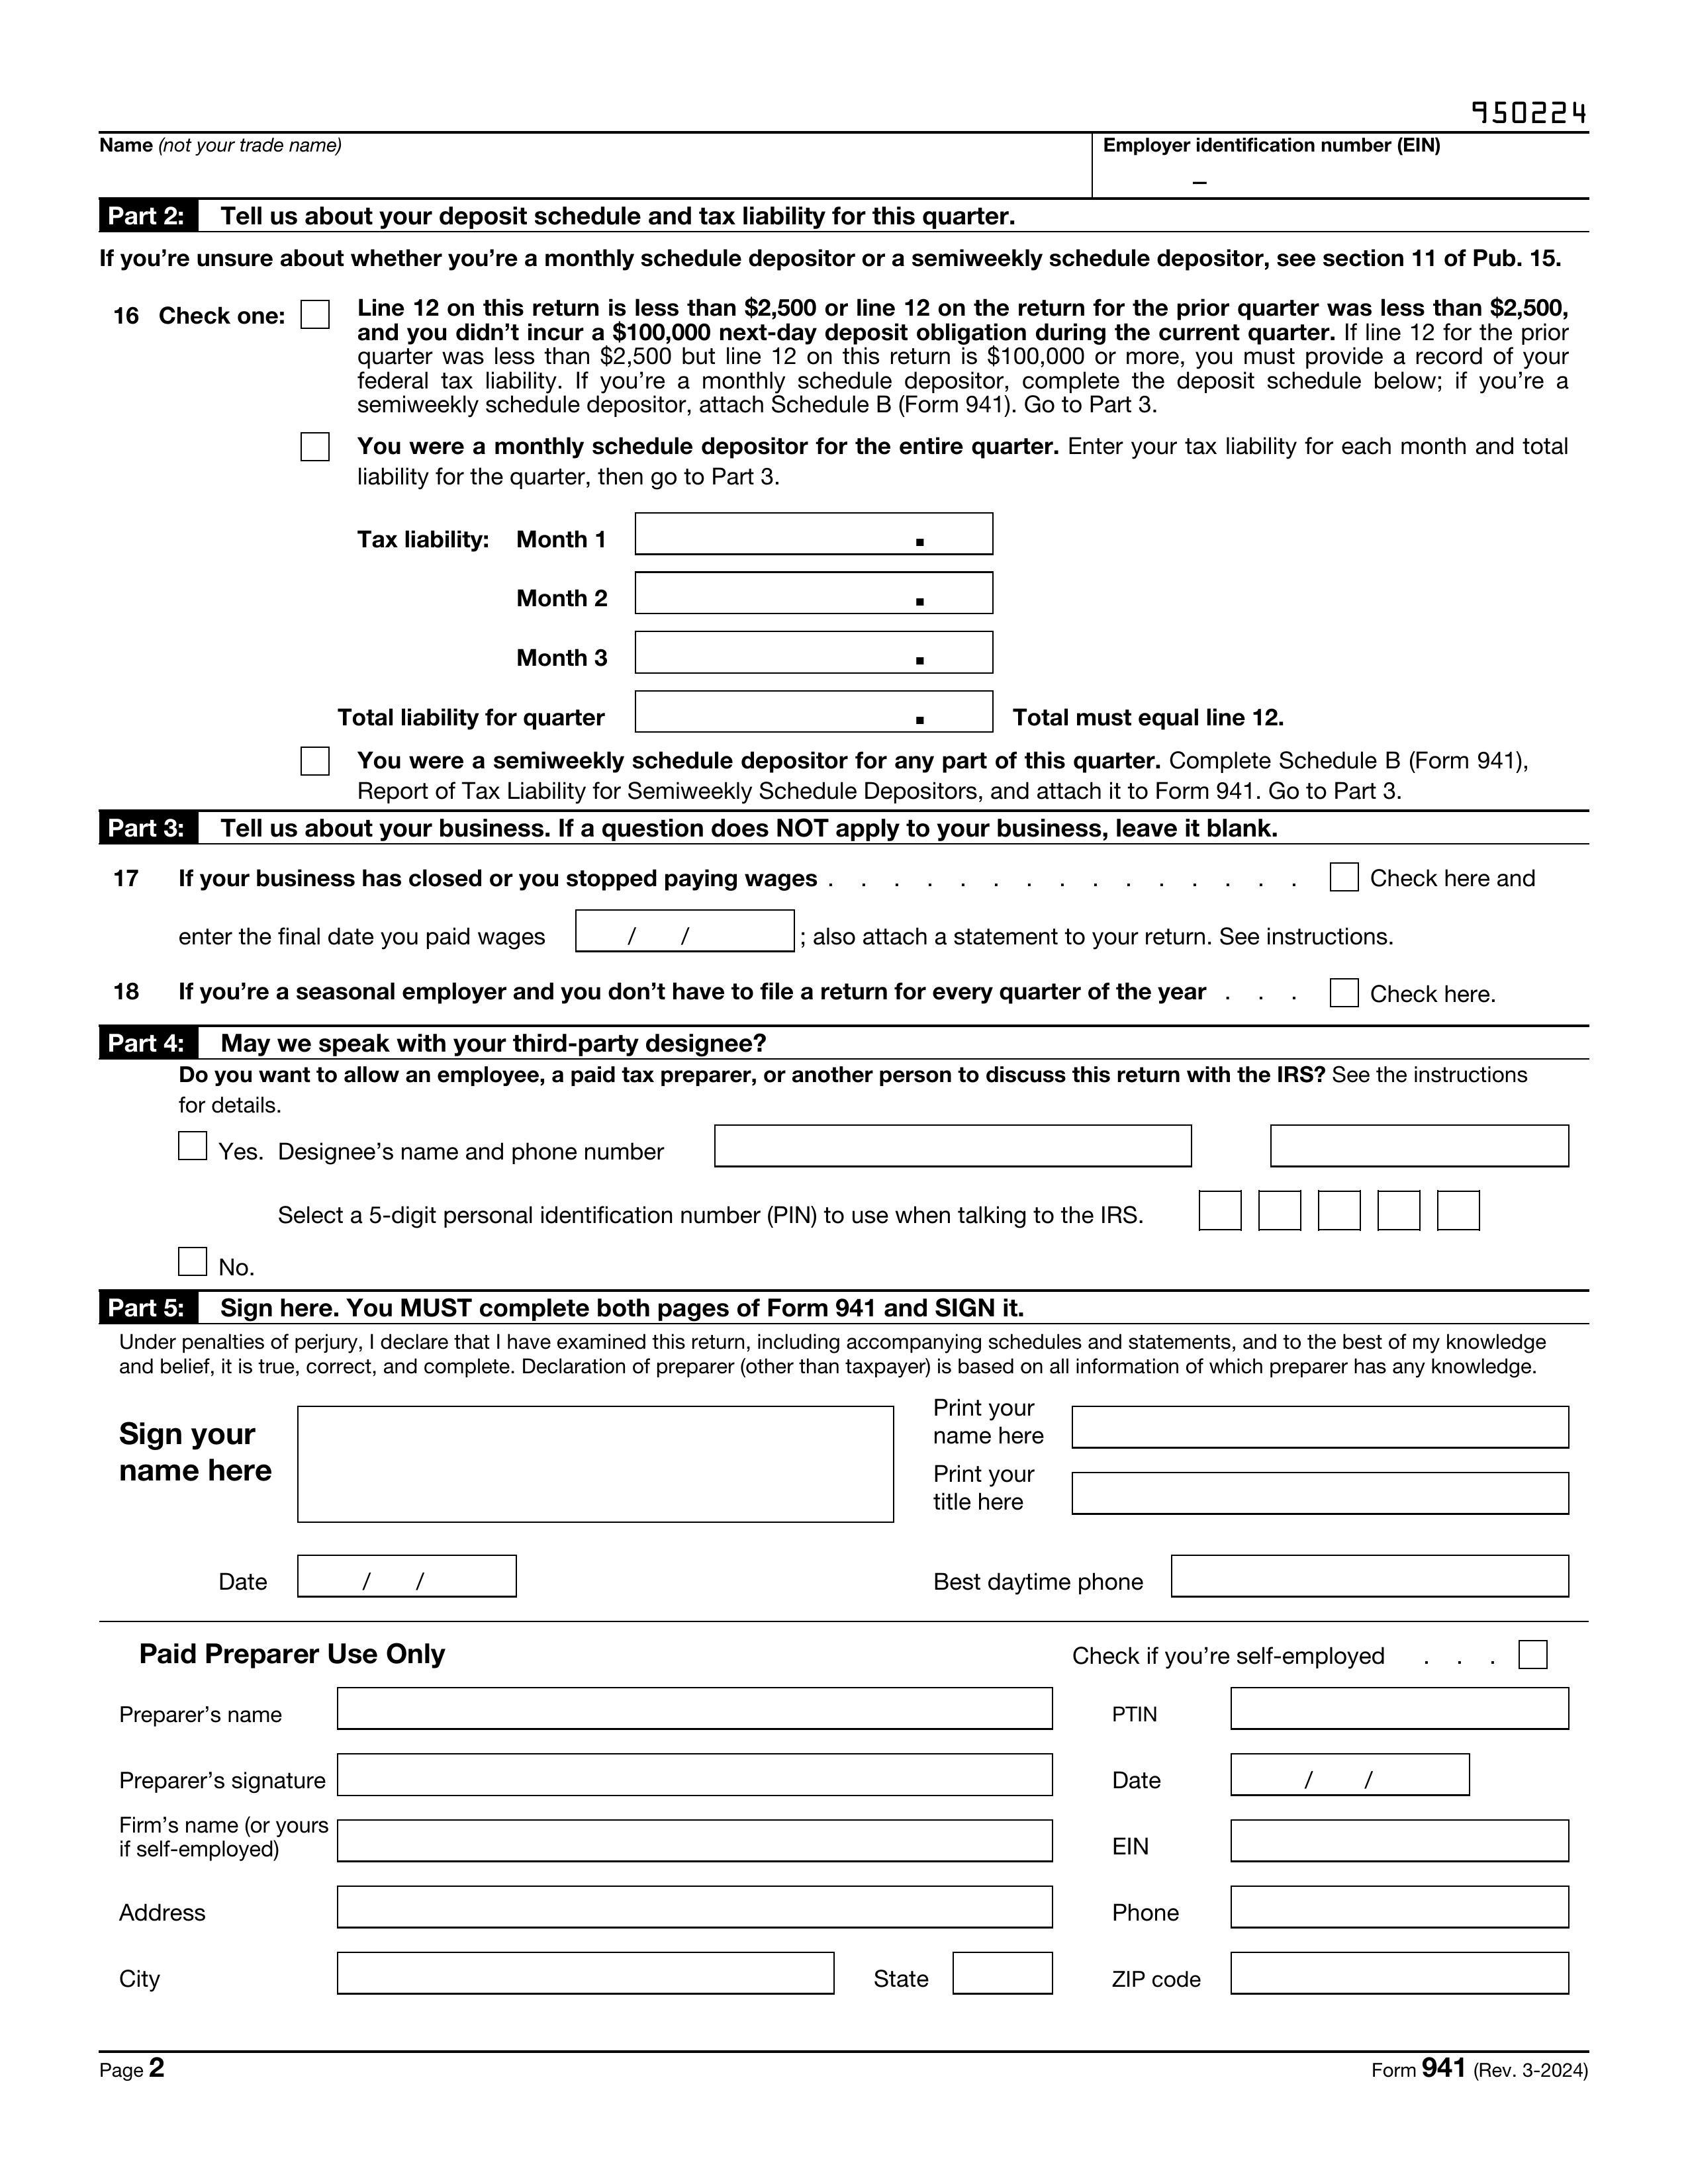 950224
Name (not your trade name)
Employer identification number (EIN)
–
Part 2: Tell us about your deposit schedule and tax liability for this quarter.
If you’re unsure about whether you’re a monthly schedule depositor or a semiweekly schedule depositor, see section 11 of Pub. 15.
16 Check one: Line 12 on this return is less than $2,500 or line 12 on the return for the prior quarter was less than $2,500,
and you didn’t incur a $100,000 next-day deposit obligation during the current quarter. If line 12 for the prior
quarter was less than $2,500 but line 12 on this return is $100,000 or more, you must provide a record of your
federal tax liability. If you’re a monthly schedule depositor, complete the deposit schedule below; if you’re a
semiweekly schedule depositor, attach Schedule B (Form 941). Go to Part 3.
You were a monthly schedule depositor for the entire quarter. Enter your tax liability for each month and total
liability for the quarter, then go to Part 3.
Tax liability: Month 1 .
Month 2 .
Month 3 .
Total liability for quarter . Total must equal line 12.
You were a semiweekly schedule depositor for any part of this quarter. Complete Schedule B (Form 941),
Report of Tax Liability for Semiweekly Schedule Depositors, and attach it to Form 941. Go to Part 3.
Part 3: Tell us about your business. If a question does NOT apply to your business, leave it blank.
17 If your business has closed or you stopped paying wages . . . . . . . . . . . . . . . Check here and
enter the final date you paid wages / / ; also attach a statement to your return. See instructions.
18 If you’re a seasonal employer and you don’t have to file a return for every quarter of the year . . . Check here.
Part 4: May we speak with your third-party designee?
Do you want to allow an employee, a paid tax preparer, or another person to discuss this return with the IRS? See the instructions
for details.
Yes. Designee’s name and phone number
Select a 5-digit personal identification number (PIN) to use when talking to the IRS.
No.
Part 5: Sign here. You MUST complete both pages of Form 941 and SIGN it.
Under penalties of perjury, I declare that I have examined this return, including accompanying schedules and statements, and to the best of my knowledge
and belief, it is true, correct, and complete. Declaration of preparer (other than taxpayer) is based on all information of which preparer has any knowledge.
Sign your
name here
Print your
name here
Print your
title here
Date / /
Best daytime phone
Paid Preparer Use Only
Check if you’re self-employed . . .
Preparer’s name
PTIN
Preparer’s signature
Date / /
Firm’s name (or yours
if self-employed)
EIN
Address
Phone
City
State
ZIP code
Page 2
Form 941 (Rev. 3-2024)